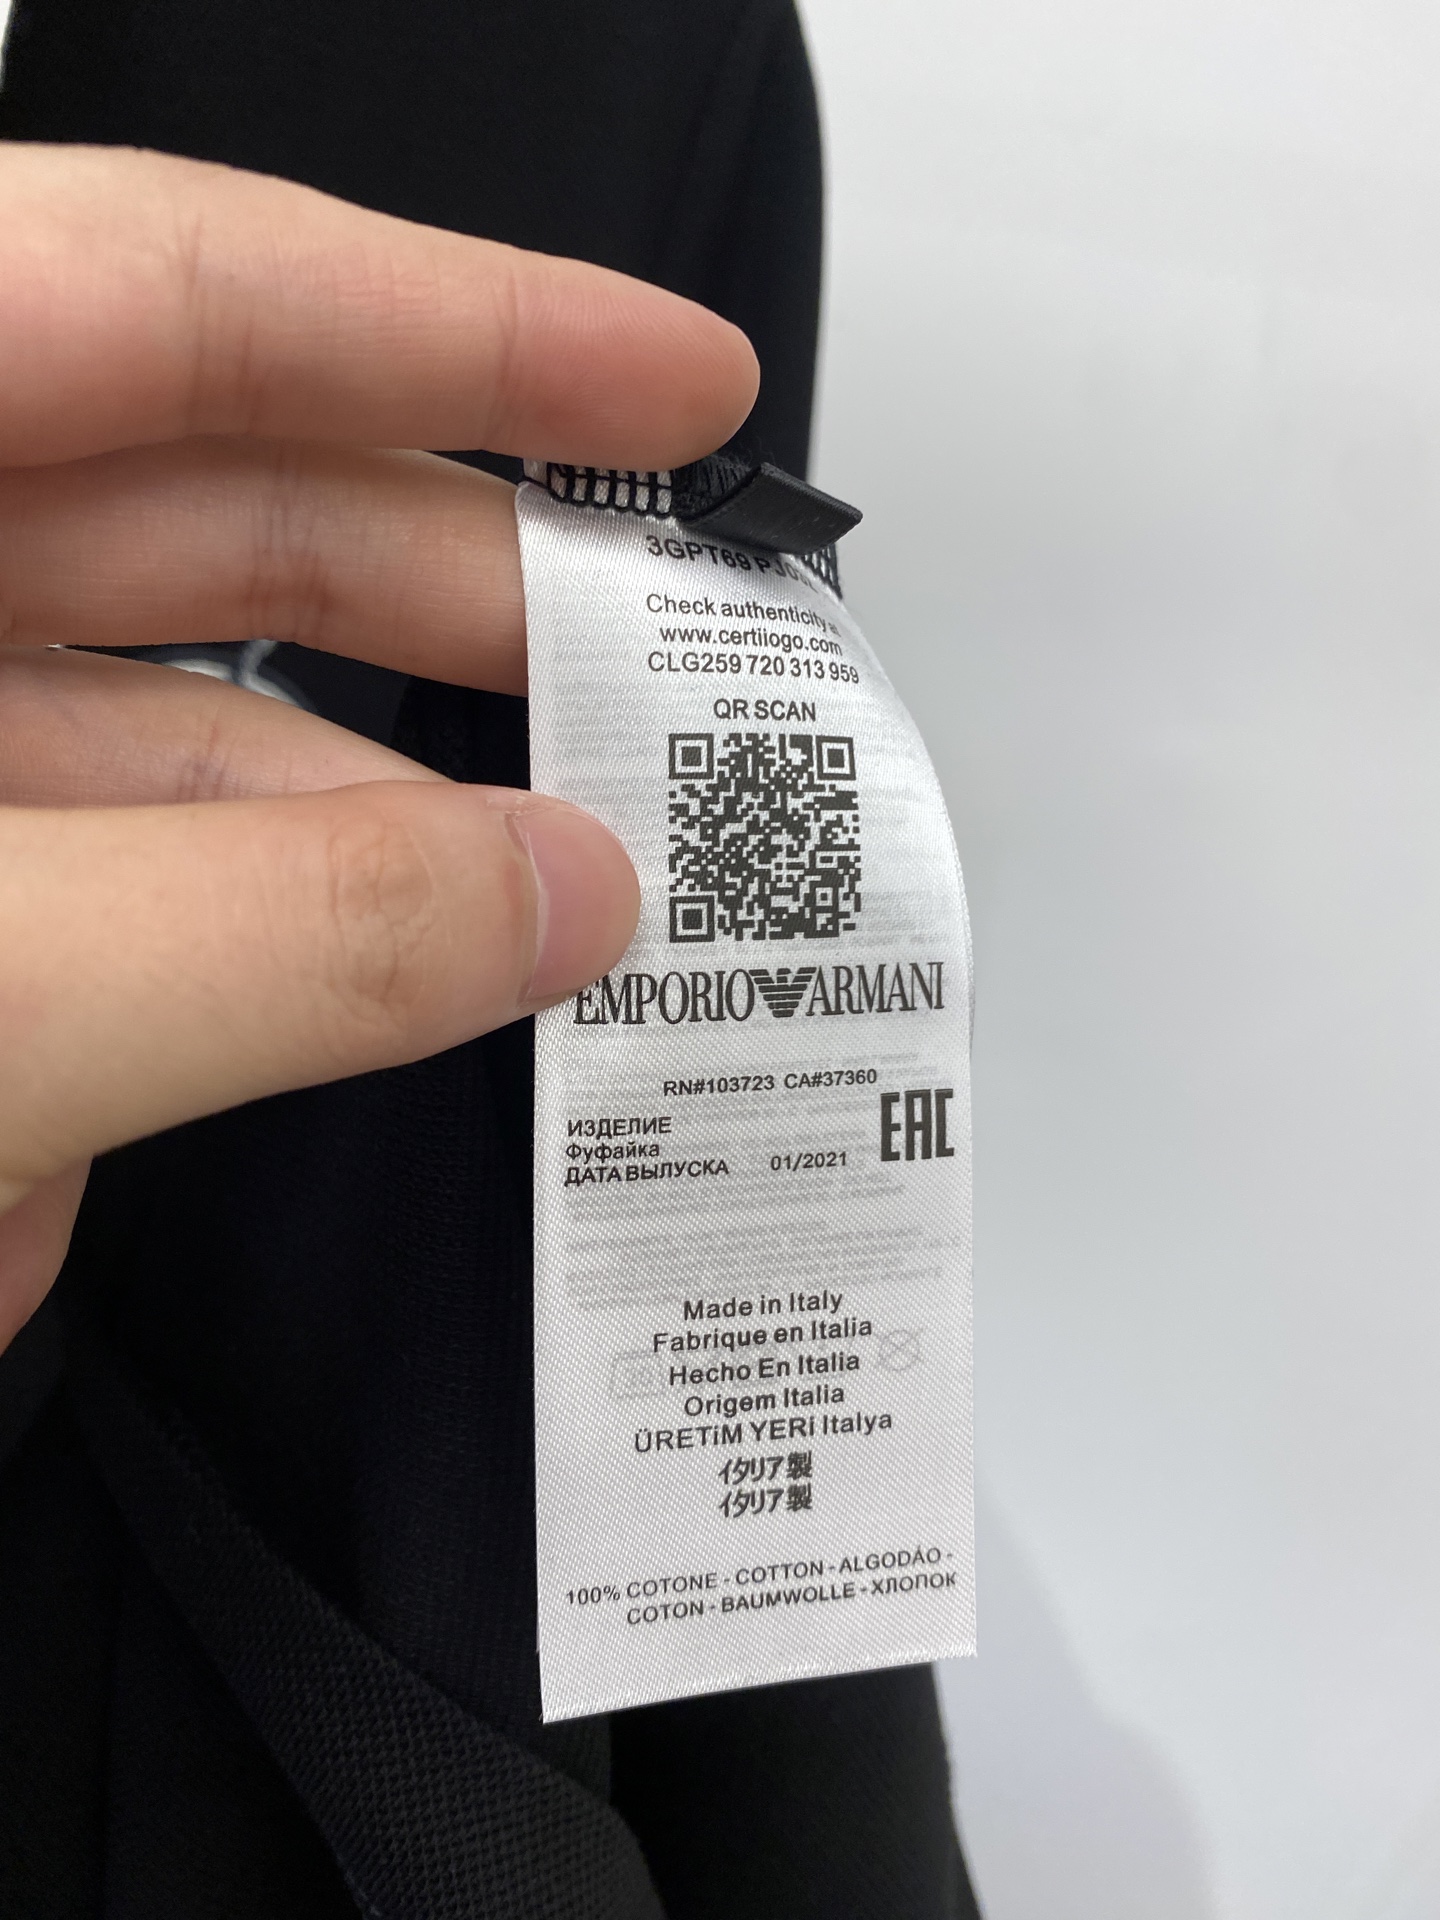 3GPT69
Check authenticity at
www.certilogo.com
CLG259 720 313 959
QR SCAN
EMPORIO ARMANI
RN#103723 CA#37360
ИЗДЕЛИЕ
Фуфайка
ДАТА ВЫЛУСКА 01/2021
EAC
Made in Italy
Fabrique en Italia
Hecho En Italia
Origem Italia
ÜRETiM YERi Italya
イタリア製
イタリア製
100% COTONE - COTTON - ALGODÁO -
COTON - BAUMWOLLE - ХЛОПОК